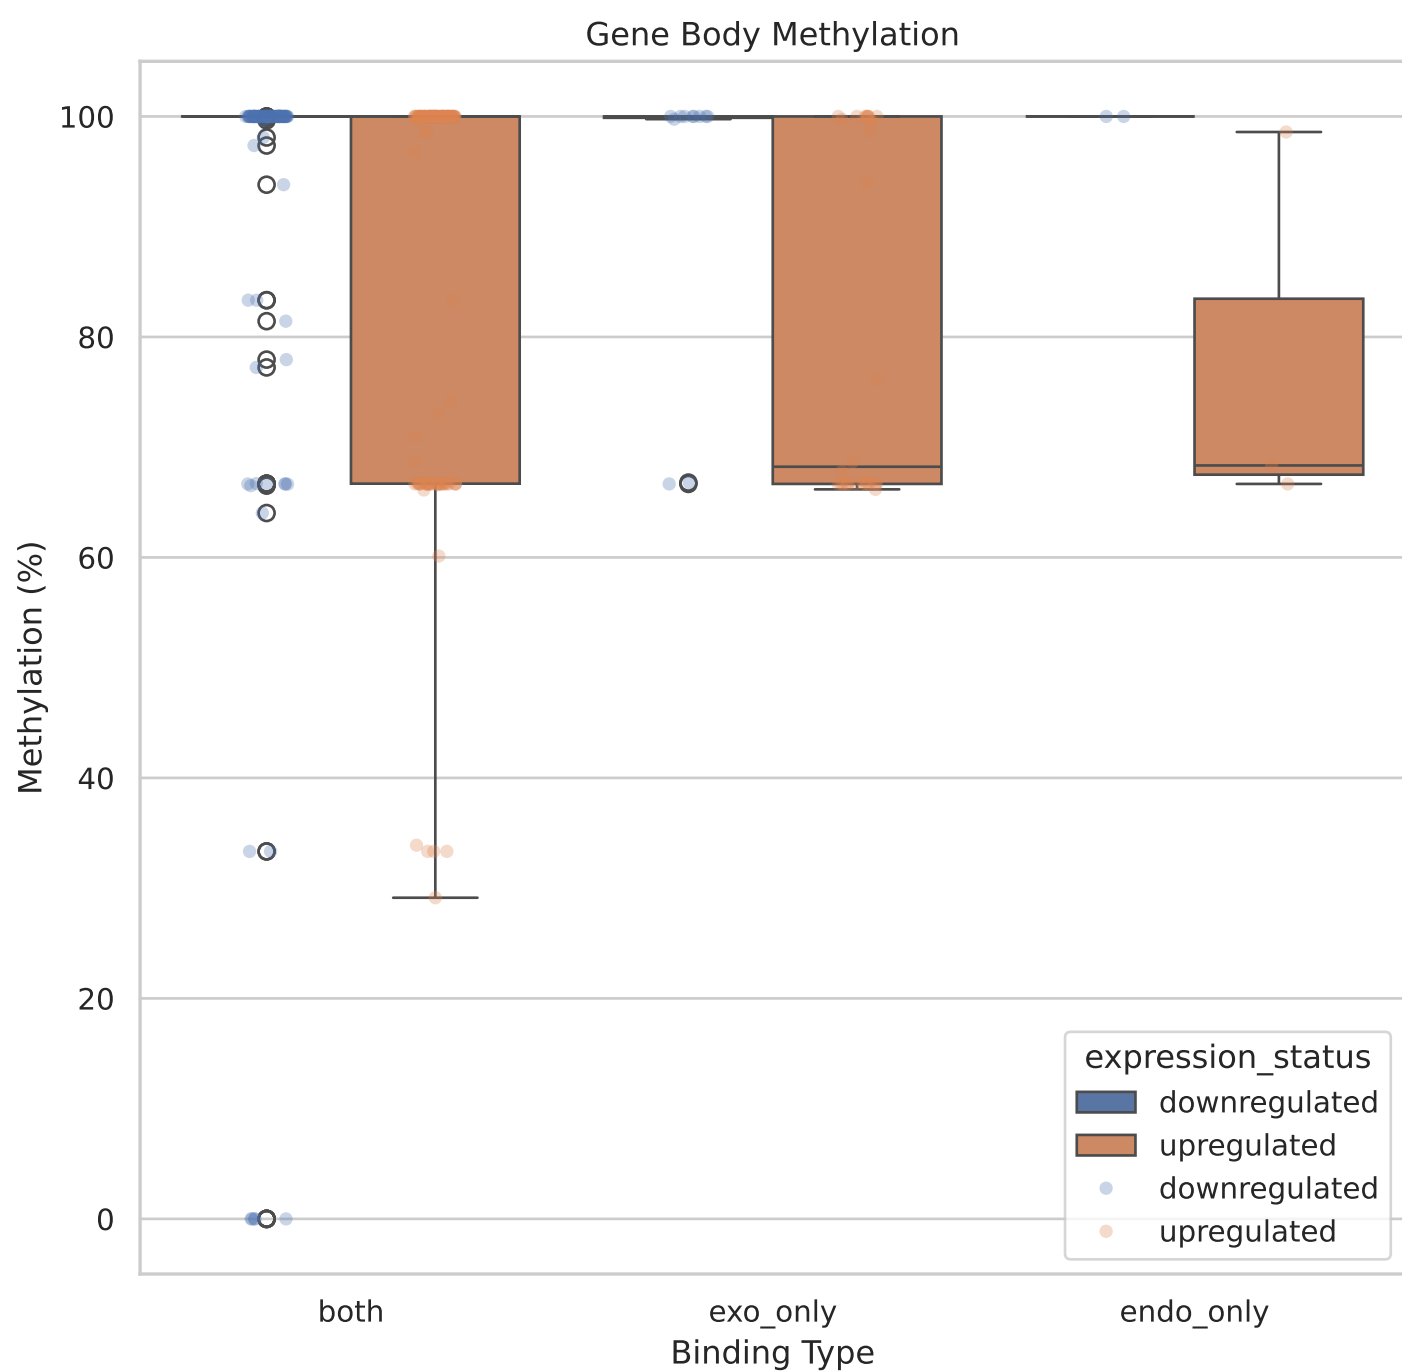 Gene Body Methylation
100
80
60
40
20
0
Methylation (%)
both
exo_only
endo_only
Binding Type
expression_status
downregulated
upregulated
downregulated
upregulated